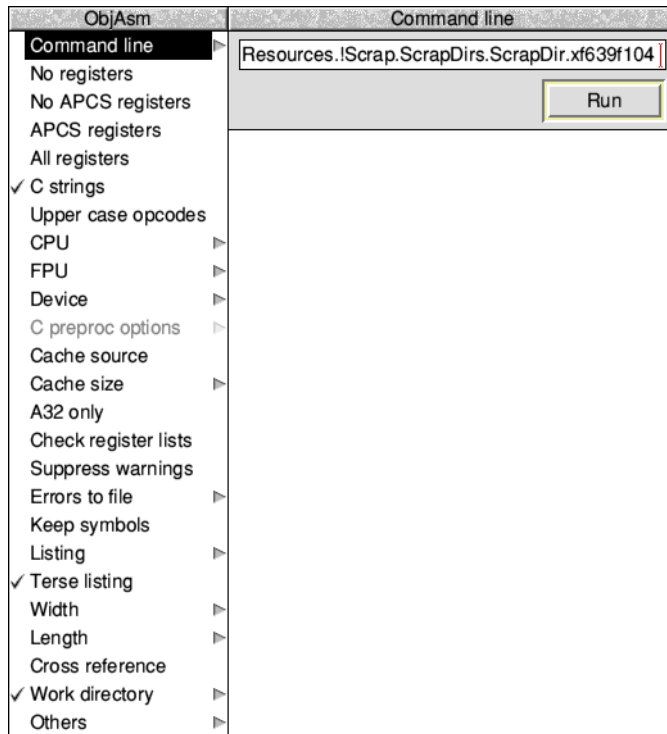 ObjAsm
Command line
No registers
No APCS registers
APCS registers
All registers
✓ C strings
Upper case opcodes
CPU
FPU
Device
C preproc options
Cache source
Cache size
A32 only
Check register lists
Suppress warnings
Errors to file
Keep symbols
Listing
✓ Terse listing
Width
Length
Cross reference
✓ Work directory
Others
Command line
Resources.!Scrap.ScrapDirs.ScrapDir.xf639f104
Run